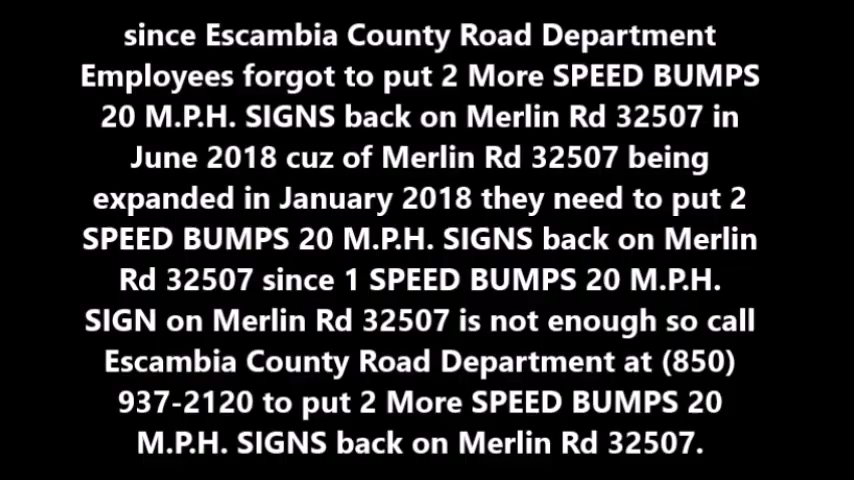 since Escambia County Road Department
Employees forgot to put 2 More SPEED BUMPS
20 M.P.H. SIGNS back on Merlin Rd 32507 in
June 2018 cuz of Merlin Rd 32507 being
expanded in January 2018 they need to put 2
SPEED BUMPS 20 M.P.H. SIGNS back on Merlin
Rd 32507 since 1 SPEED BUMPS 20 M.P.H.
SIGN on Merlin Rd 32507 is not enough so call
Escambia County Road Department at (850)
937-2120 to put 2 More SPEED BUMPS 20
M.P.H. SIGNS back on Merlin Rd 32507.